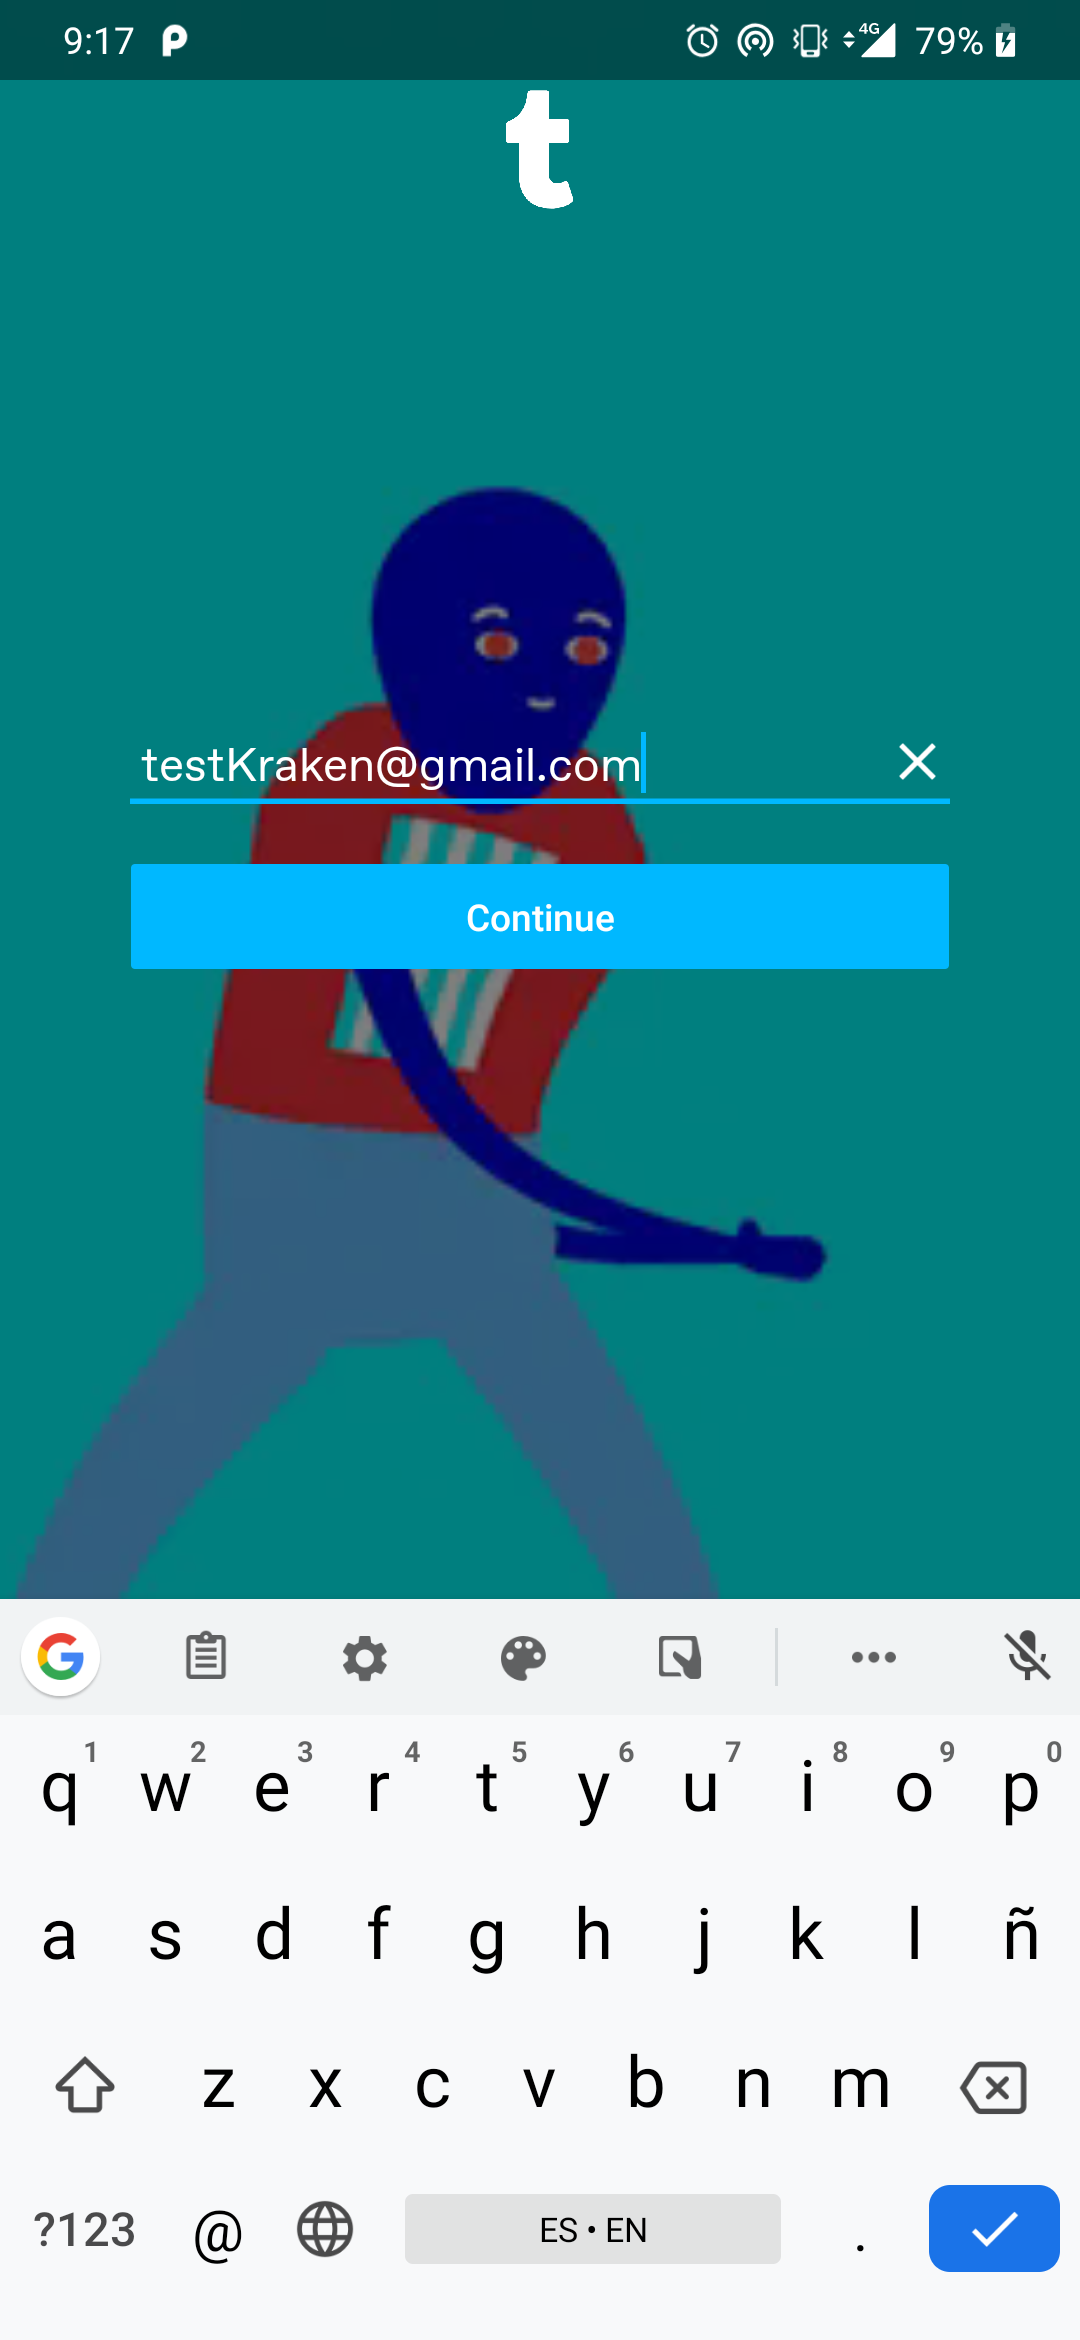 9:17 4G 79%
t
testKraken@gmail.com
Continue
G
1 2 3 4 5 6 7 8 9 0
q w e r t y u i o p
a s d f g h j k l ñ
z x c v b n m
?123 @ ES • EN .